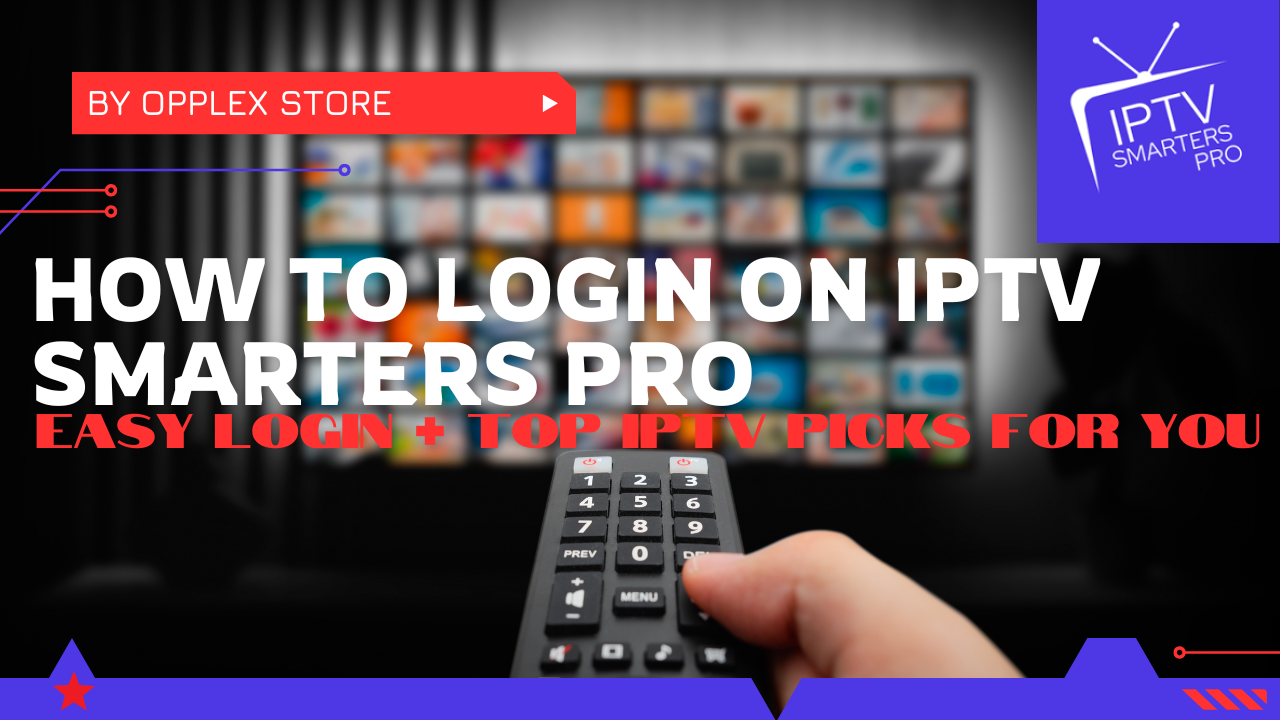 BY OPPLEX STORE
IPTV
SMARTERS
PRO
HOW TO LOGIN ON IPTV
SMARTERS PRO
EASY LOGIN + TOP IPTV PICKS FOR YOU
1 2 3
4 5 6
7 8 9
PREV 0
+
MENU
−